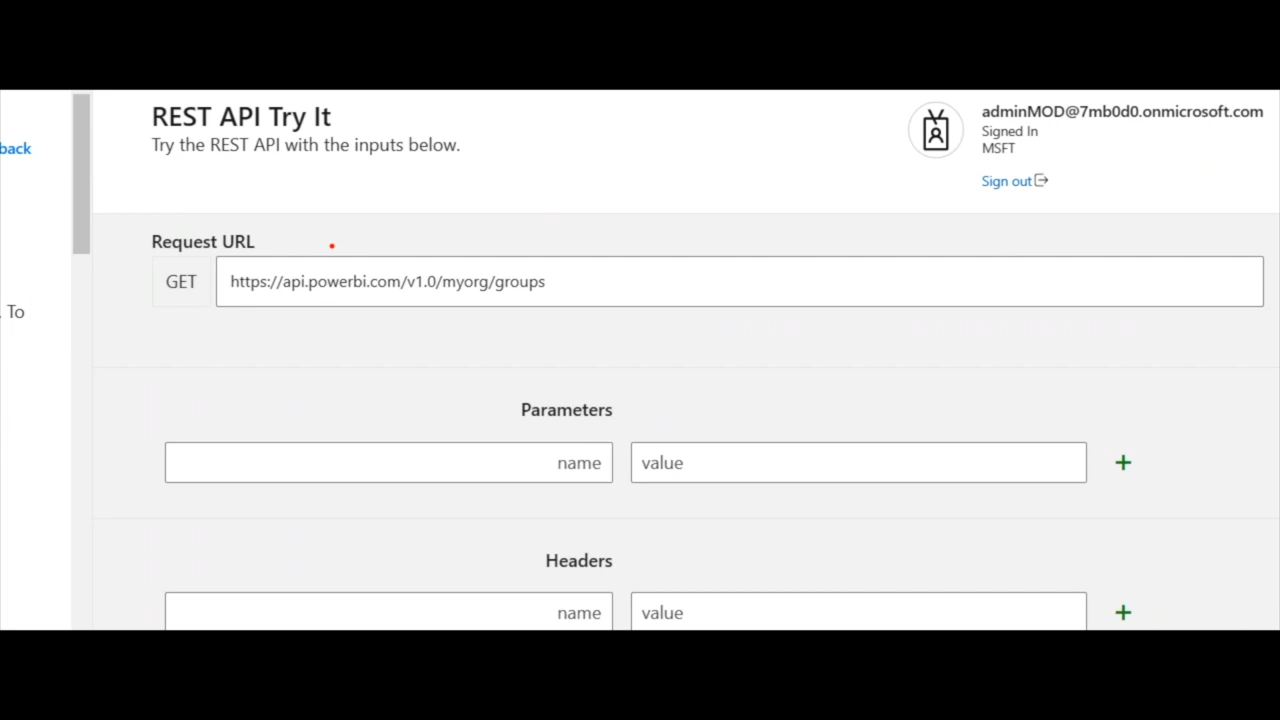 REST API Try It
Try the REST API with the inputs below.
adminMOD@7mb0d0.onmicrosoft.com
Signed In
MSFT
Sign out
back
Request URL
GET https://api.powerbi.com/v1.0/myorg/groups
. To
Parameters
name value +
Headers
name value +